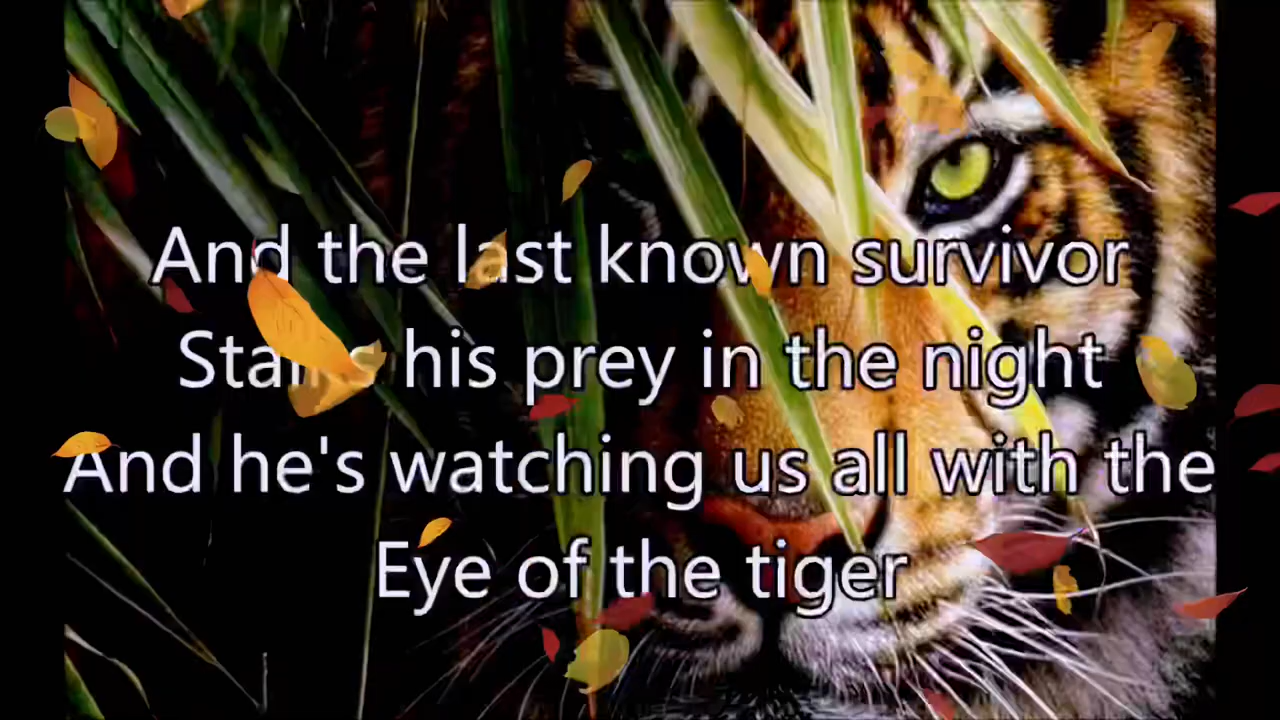 And the last known survivor
Stalks his prey in the night
And he's watching us all with the
Eye of the tiger